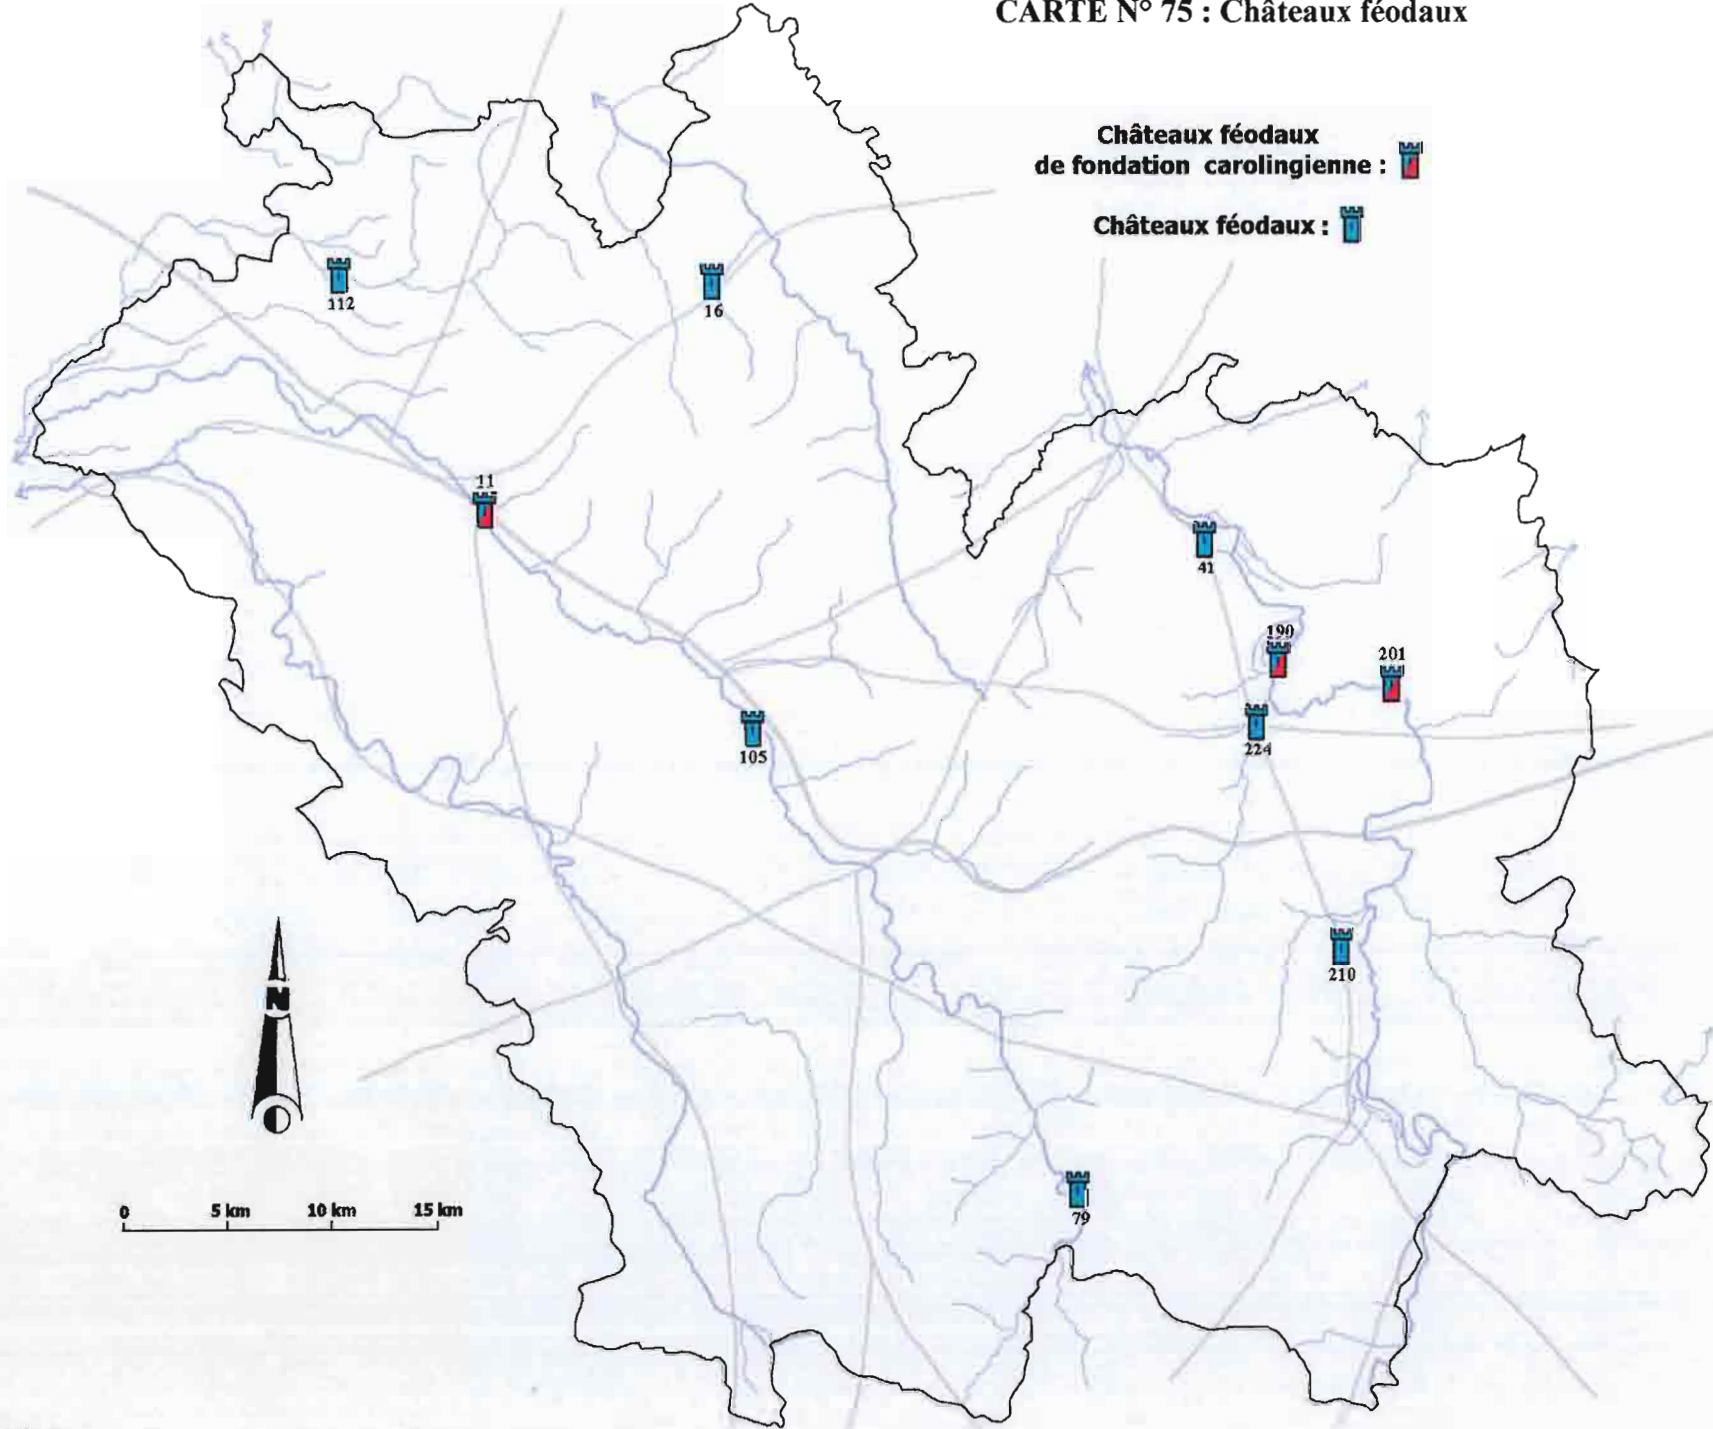 CARTE N° 75 : Châteaux féodaux
Châteaux féodaux
de fondation carolingienne :
Châteaux féodaux :
112
16
11
41
190
201
224
105
210
N
79
0 5 km 10 km 15 km